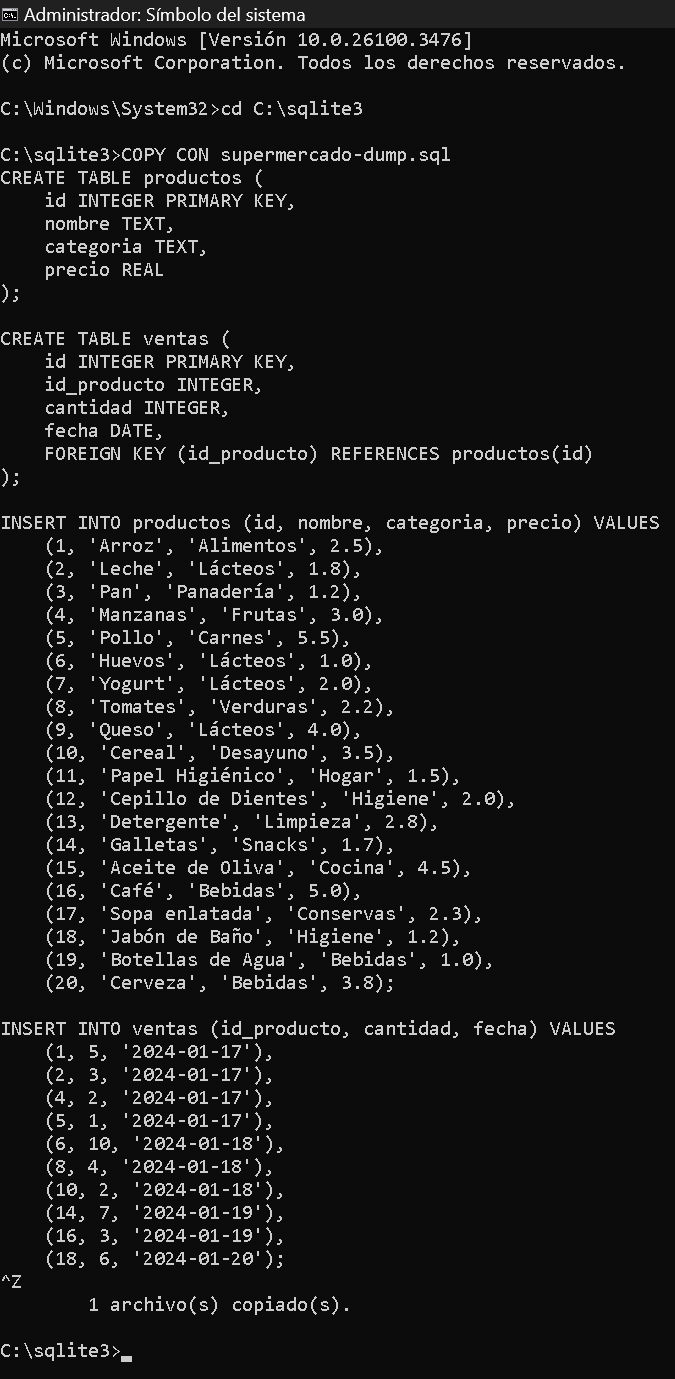 Administrador: Símbolo del sistema
Microsoft Windows [Versión 10.0.26100.3476]
(c) Microsoft Corporation. Todos los derechos reservados.

C:\Windows\System32>cd C:\sqlite3

C:\sqlite3>COPY CON supermercado-dump.sql
CREATE TABLE productos (
    id INTEGER PRIMARY KEY,
    nombre TEXT,
    categoria TEXT,
    precio REAL
);

CREATE TABLE ventas (
    id INTEGER PRIMARY KEY,
    id_producto INTEGER,
    cantidad INTEGER,
    fecha DATE,
    FOREIGN KEY (id_producto) REFERENCES productos(id)
);

INSERT INTO productos (id, nombre, categoria, precio) VALUES
    (1, 'Arroz', 'Alimentos', 2.5),
    (2, 'Leche', 'Lácteos', 1.8),
    (3, 'Pan', 'Panadería', 1.2),
    (4, 'Manzanas', 'Frutas', 3.0),
    (5, 'Pollo', 'Carnes', 5.5),
    (6, 'Huevos', 'Lácteos', 1.0),
    (7, 'Yogurt', 'Lácteos', 2.0),
    (8, 'Tomates', 'Verduras', 2.2),
    (9, 'Queso', 'Lácteos', 4.0),
    (10, 'Cereal', 'Desayuno', 3.5),
    (11, 'Papel Higiénico', 'Hogar', 1.5),
    (12, 'Cepillo de Dientes', 'Higiene', 2.0),
    (13, 'Detergente', 'Limpieza', 2.8),
    (14, 'Galletas', 'Snacks', 1.7),
    (15, 'Aceite de Oliva', 'Cocina', 4.5),
    (16, 'Café', 'Bebidas', 5.0),
    (17, 'Sopa enlatada', 'Conservas', 2.3),
    (18, 'Jabón de Baño', 'Higiene', 1.2),
    (19, 'Botellas de Agua', 'Bebidas', 1.0),
    (20, 'Cerveza', 'Bebidas', 3.8);

INSERT INTO ventas (id_producto, cantidad, fecha) VALUES
    (1, 5, '2024-01-17'),
    (2, 3, '2024-01-17'),
    (4, 2, '2024-01-17'),
    (5, 1, '2024-01-17'),
    (6, 10, '2024-01-18'),
    (8, 4, '2024-01-18'),
    (10, 2, '2024-01-18'),
    (14, 7, '2024-01-19'),
    (16, 3, '2024-01-19'),
    (18, 6, '2024-01-20');
^Z
        1 archivo(s) copiado(s).

C:\sqlite3>